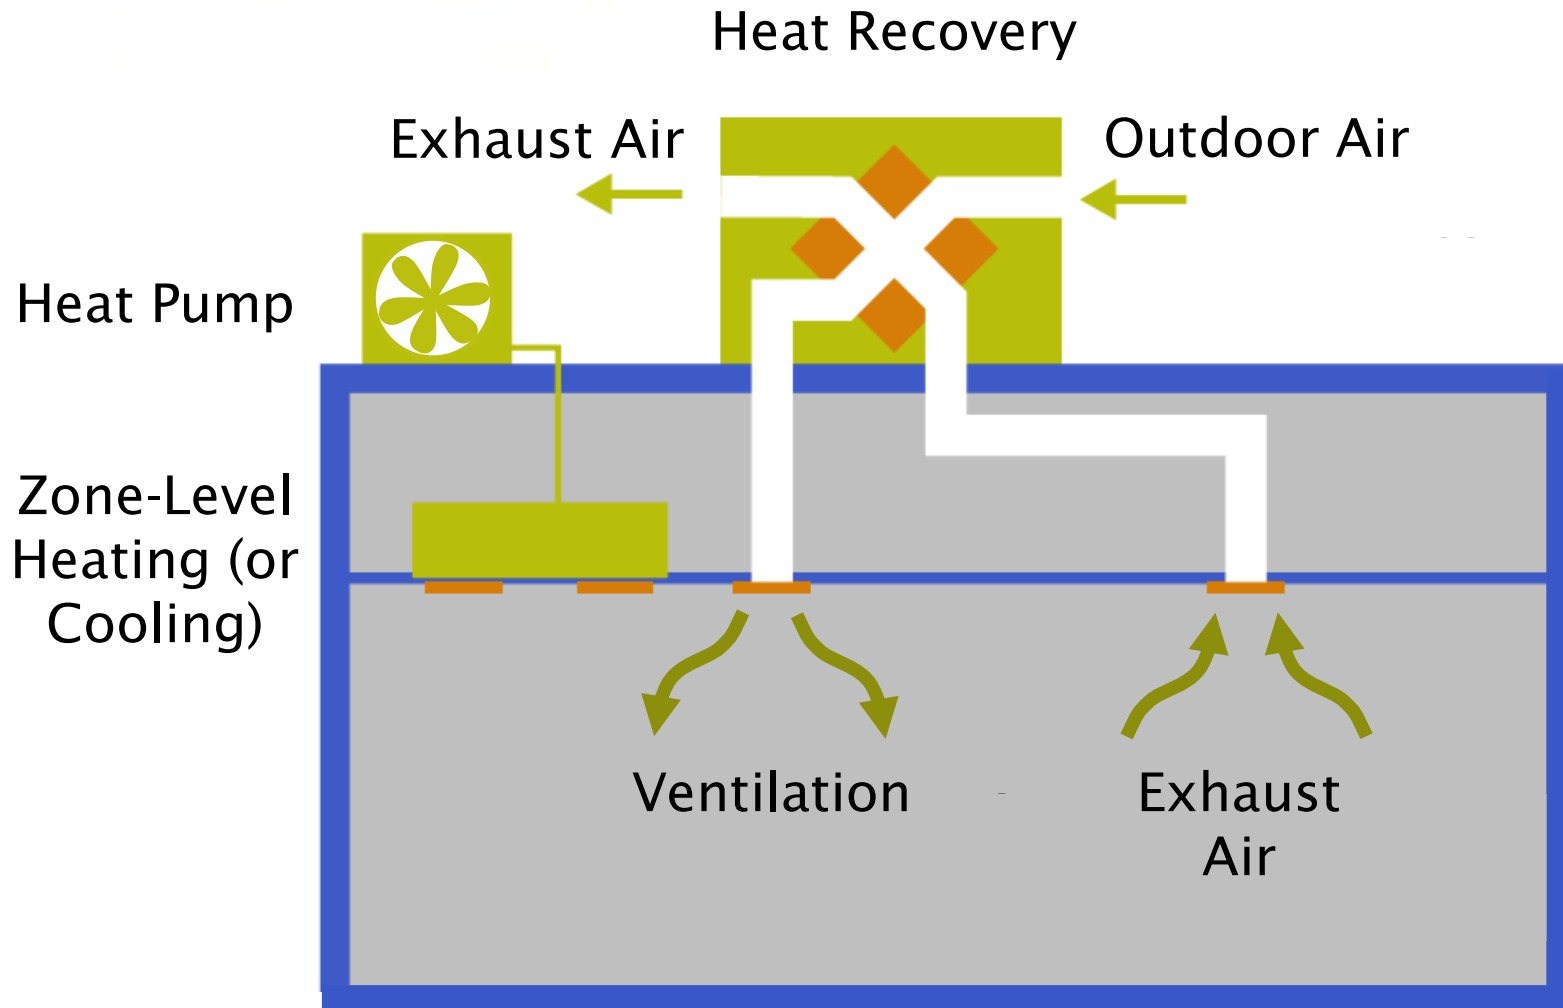 Heat Recovery
Exhaust Air
Outdoor Air
Heat Pump
Zone-Level
Heating (or
Cooling)
Ventilation
Exhaust
Air